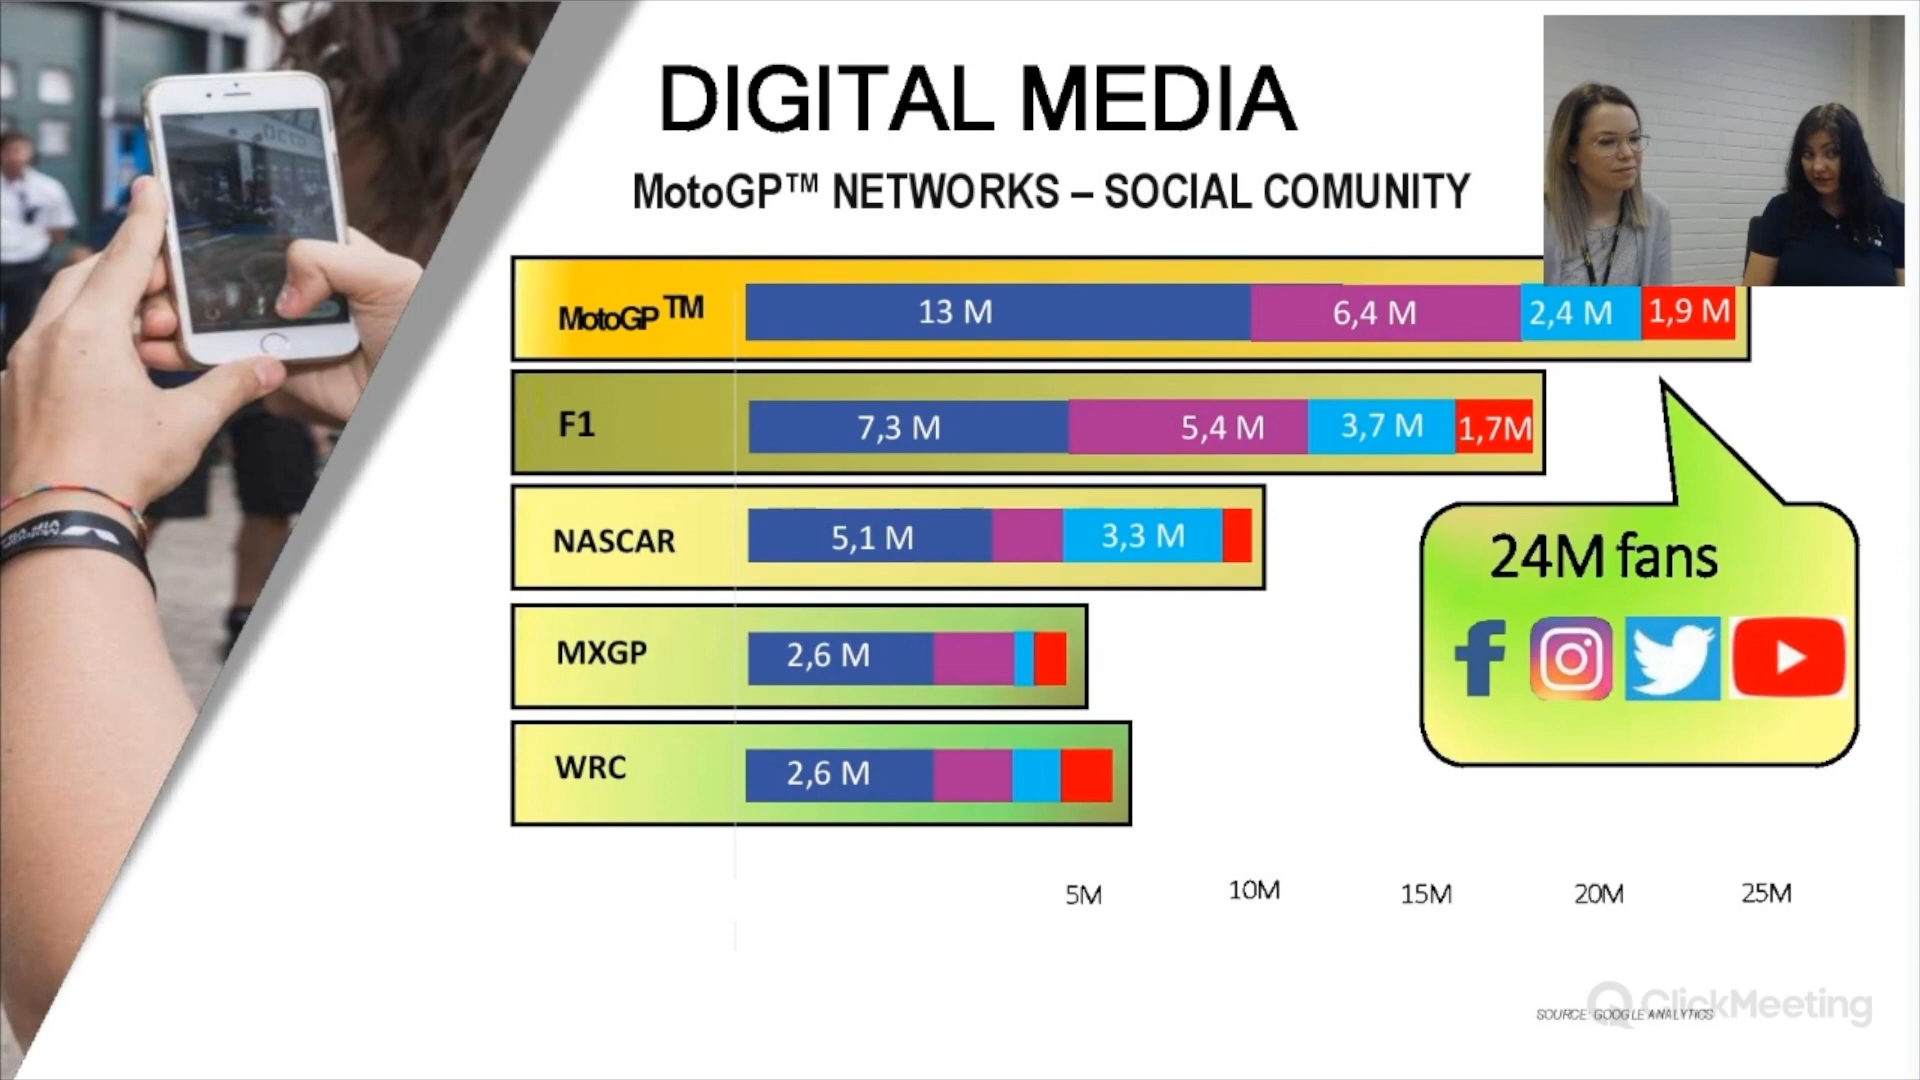 DIGITAL MEDIA
MotoGP™ NETWORKS – SOCIAL COMUNITY
MotoGP™ 13 M 6,4 M 2,4 M 1,9 M
F1 7,3 M 5,4 M 3,7 M 1,7M
NASCAR 5,1 M 3,3 M
24M fans
MXGP 2,6 M
WRC 2,6 M
5M 10M 15M 20M 25M
ClickMeeting
SOURCE: GOOGLE ANALYTICS